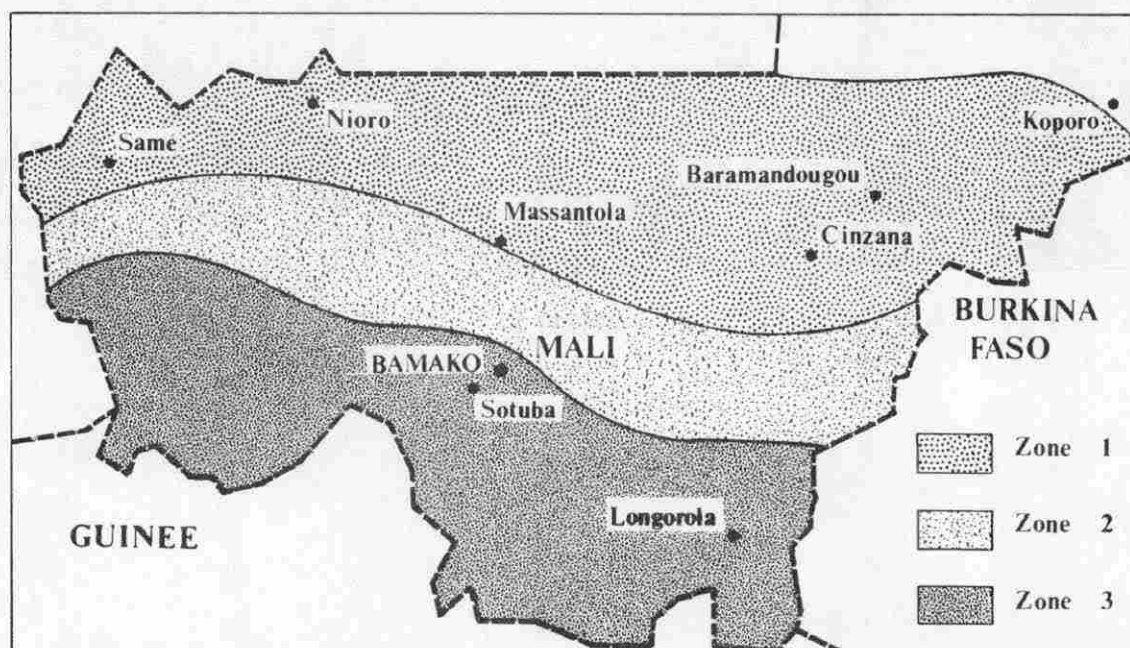 Nioro
Koporo
Same
Baramandougou
Massantola
Cinzana
BURKINA
FASO
MALI
BAMAKO
Sotuba
Zone 1
Longorola
GUINEE
Zone 2
Zone 3